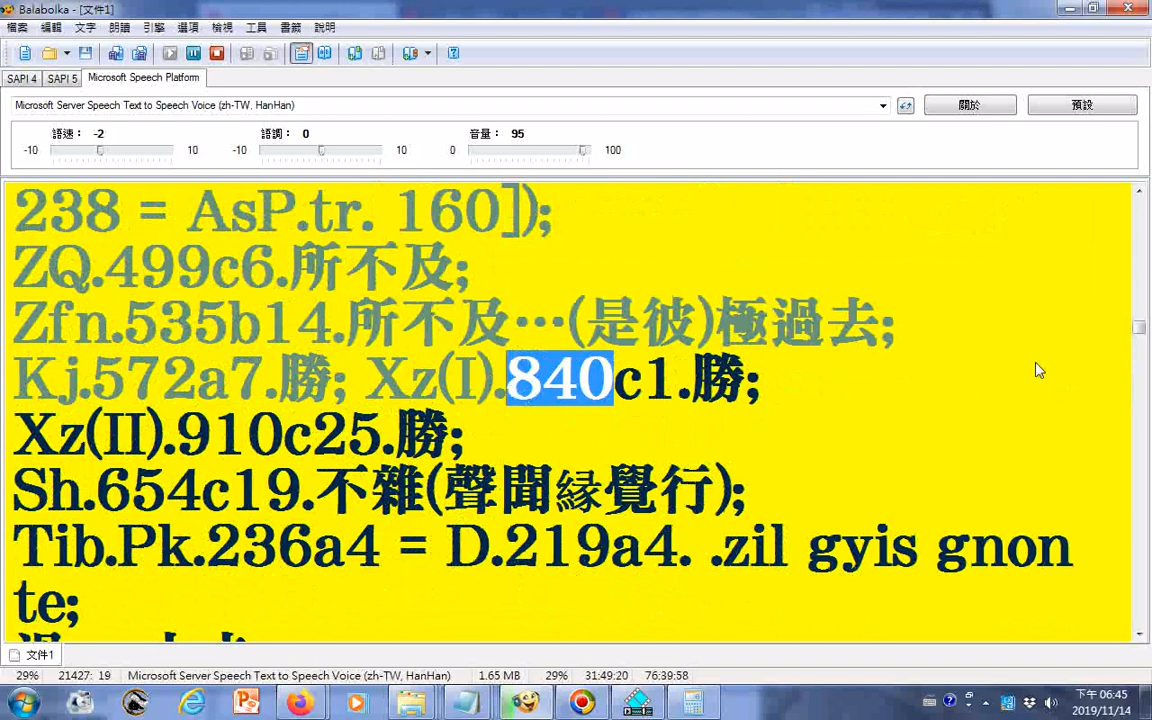 Balabolka - [文件1]
檔案 編輯 文字 朗讀 引擎 選項 檢視 工具 書籤 說明
SAPI 4 SAPI 5 Microsoft Speech Platform
Microsoft Server Speech Text to Speech Voice (zh-TW, HanHan) 關於 預設
語速： -2 語調： 0 音量： 95
-10 10 -10 10 0 100
238 = AsP.tr. 160]);
ZQ.499c6.所不及;
Zfn.535b14.所不及…(是彼)極過去;
Kj.572a7.勝; Xz(I).840c1.勝;
Xz(II).910c25.勝;
Sh.654c19.不雜(聲聞縁覺行);
Tib.Pk.236a4 = D.219a4. .zil gyis gnon
te;
文件1
29% 21427: 19 Microsoft Server Speech Text to Speech Voice (zh-TW, HanHan) 1.65 MB 29% 31:49:20 76:39:58
下午 06:45
2019/11/14